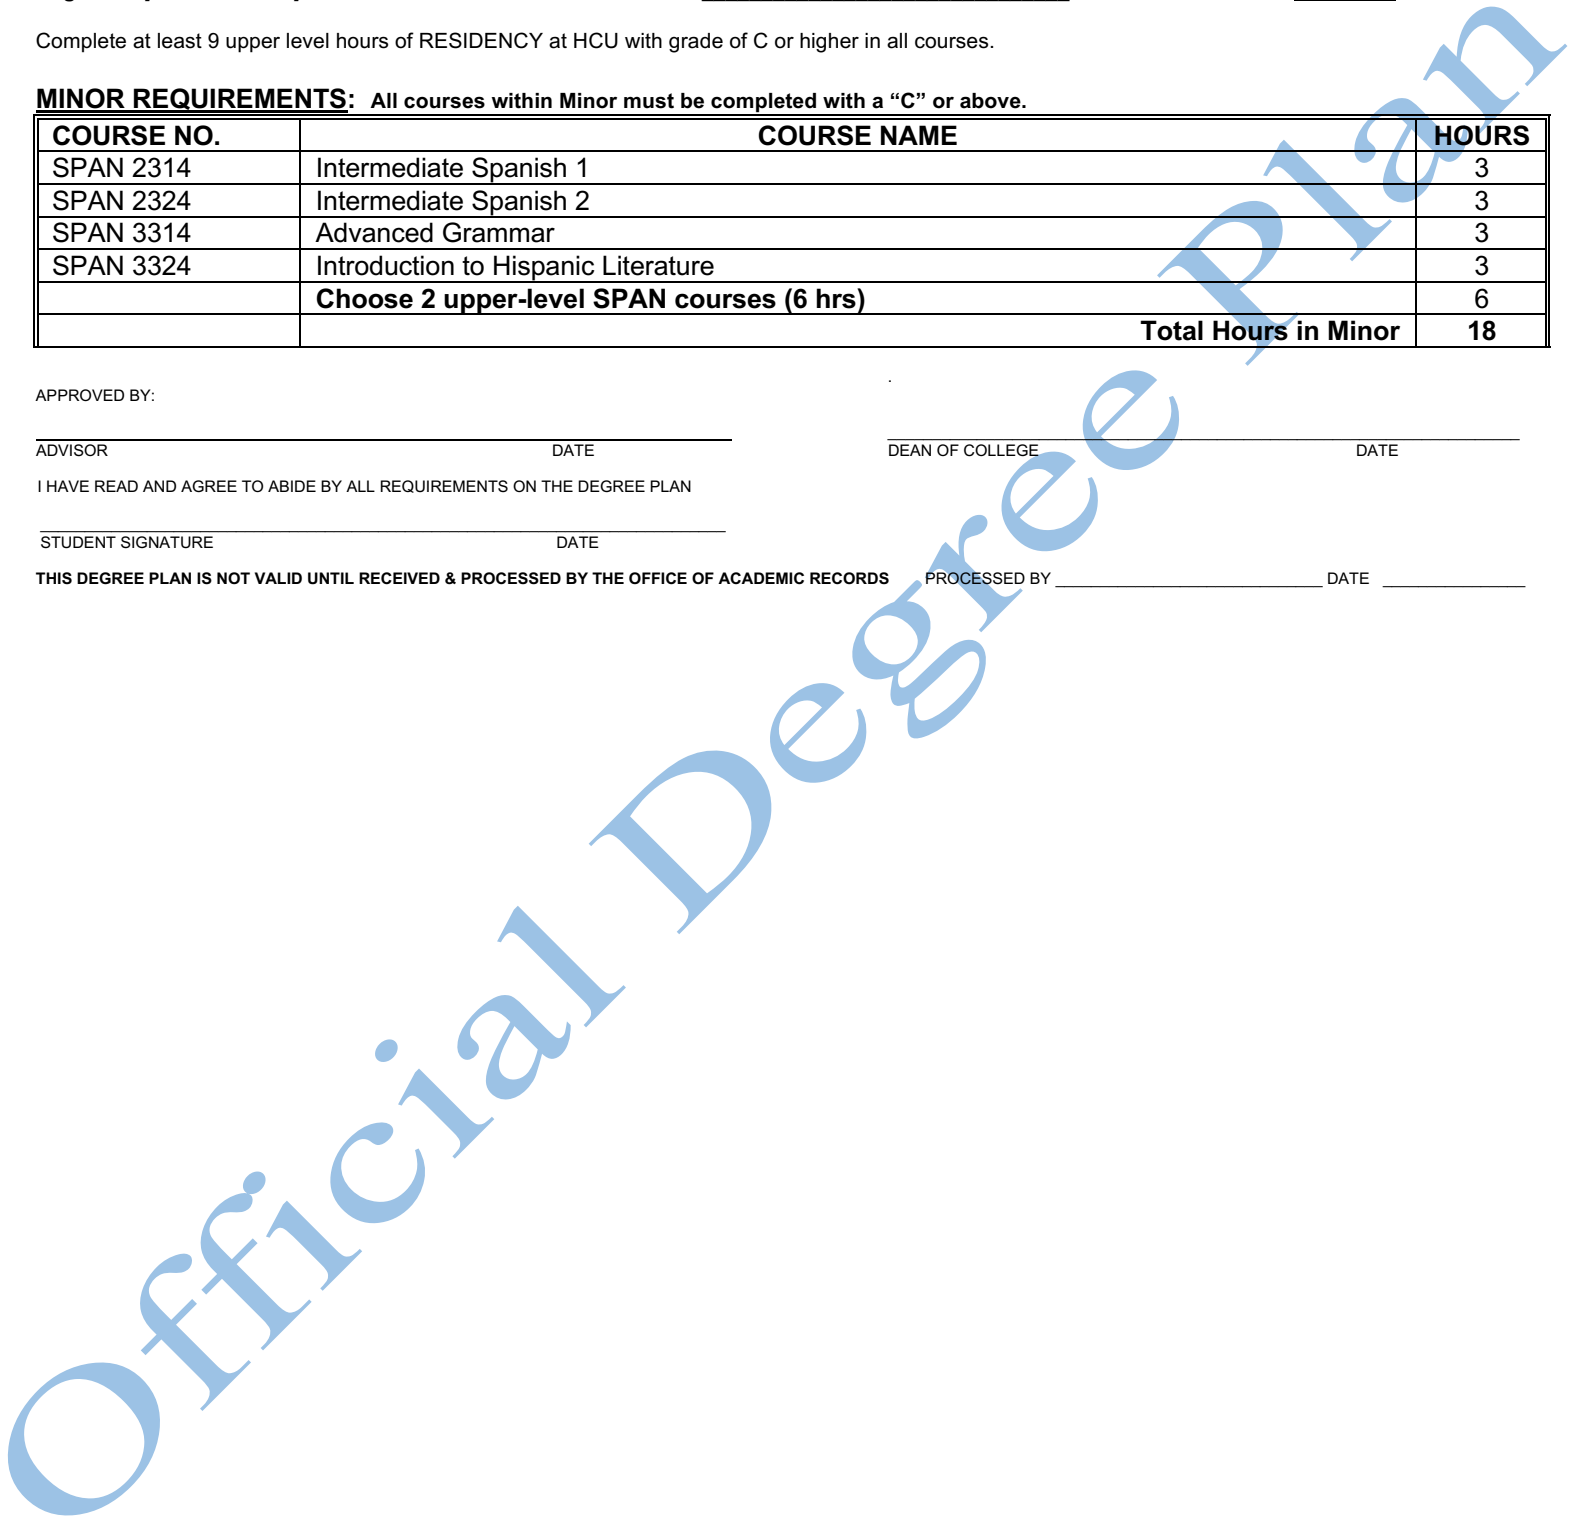 Complete at least 9 upper level hours of RESIDENCY at HCU with grade of C or higher in all courses.
MINOR REQUIREMENTS: All courses within Minor must be completed with a “C” or above.
COURSE NO. COURSE NAME HOURS
SPAN 2314 Intermediate Spanish 1 3
SPAN 2324 Intermediate Spanish 2 3
SPAN 3314 Advanced Grammar 3
SPAN 3324 Introduction to Hispanic Literature 3
Choose 2 upper-level SPAN courses (6 hrs) 6
Total Hours in Minor 18
.
APPROVED BY:
ADVISOR DATE DEAN OF COLLEGE DATE
I HAVE READ AND AGREE TO ABIDE BY ALL REQUIREMENTS ON THE DEGREE PLAN
STUDENT SIGNATURE DATE
THIS DEGREE PLAN IS NOT VALID UNTIL RECEIVED & PROCESSED BY THE OFFICE OF ACADEMIC RECORDS PROCESSED BY DATE
Official Degree Plan